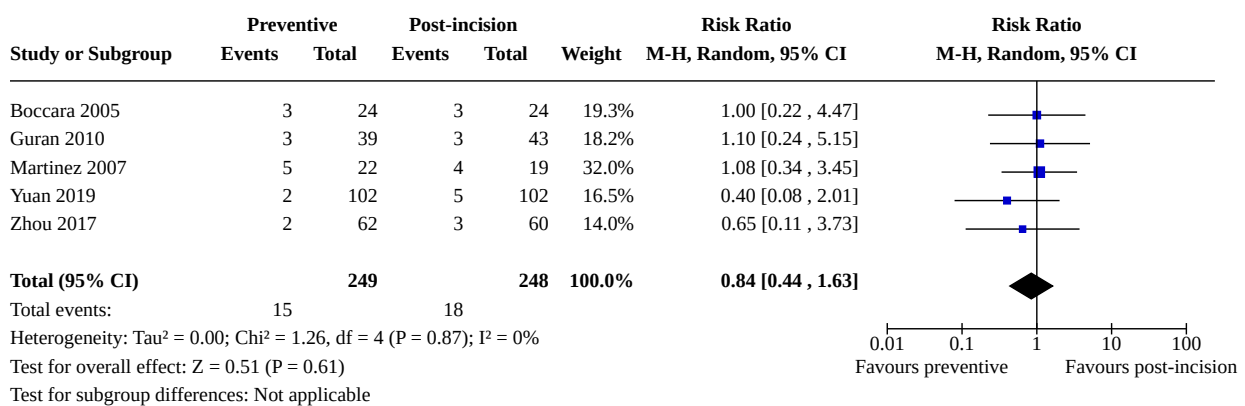 Preventive Post-incision Risk Ratio Risk Ratio
Study or Subgroup Events Total Events Total Weight M-H, Random, 95% CI M-H, Random, 95% CI
Boccara 2005 3 24 3 24 19.3% 1.00 [0.22 , 4.47]
Guran 2010 3 39 3 43 18.2% 1.10 [0.24 , 5.15]
Martinez 2007 5 22 4 19 32.0% 1.08 [0.34 , 3.45]
Yuan 2019 2 102 5 102 16.5% 0.40 [0.08 , 2.01]
Zhou 2017 2 62 3 60 14.0% 0.65 [0.11 , 3.73]
Total (95% CI) 249 248 100.0% 0.84 [0.44 , 1.63]
Total events: 15 18
Heterogeneity: Tau² = 0.00; Chi² = 1.26, df = 4 (P = 0.87); I² = 0%
0.01 0.1 1 10 100
Test for overall effect: Z = 0.51 (P = 0.61)
Favours preventive Favours post-incision
Test for subgroup differences: Not applicable